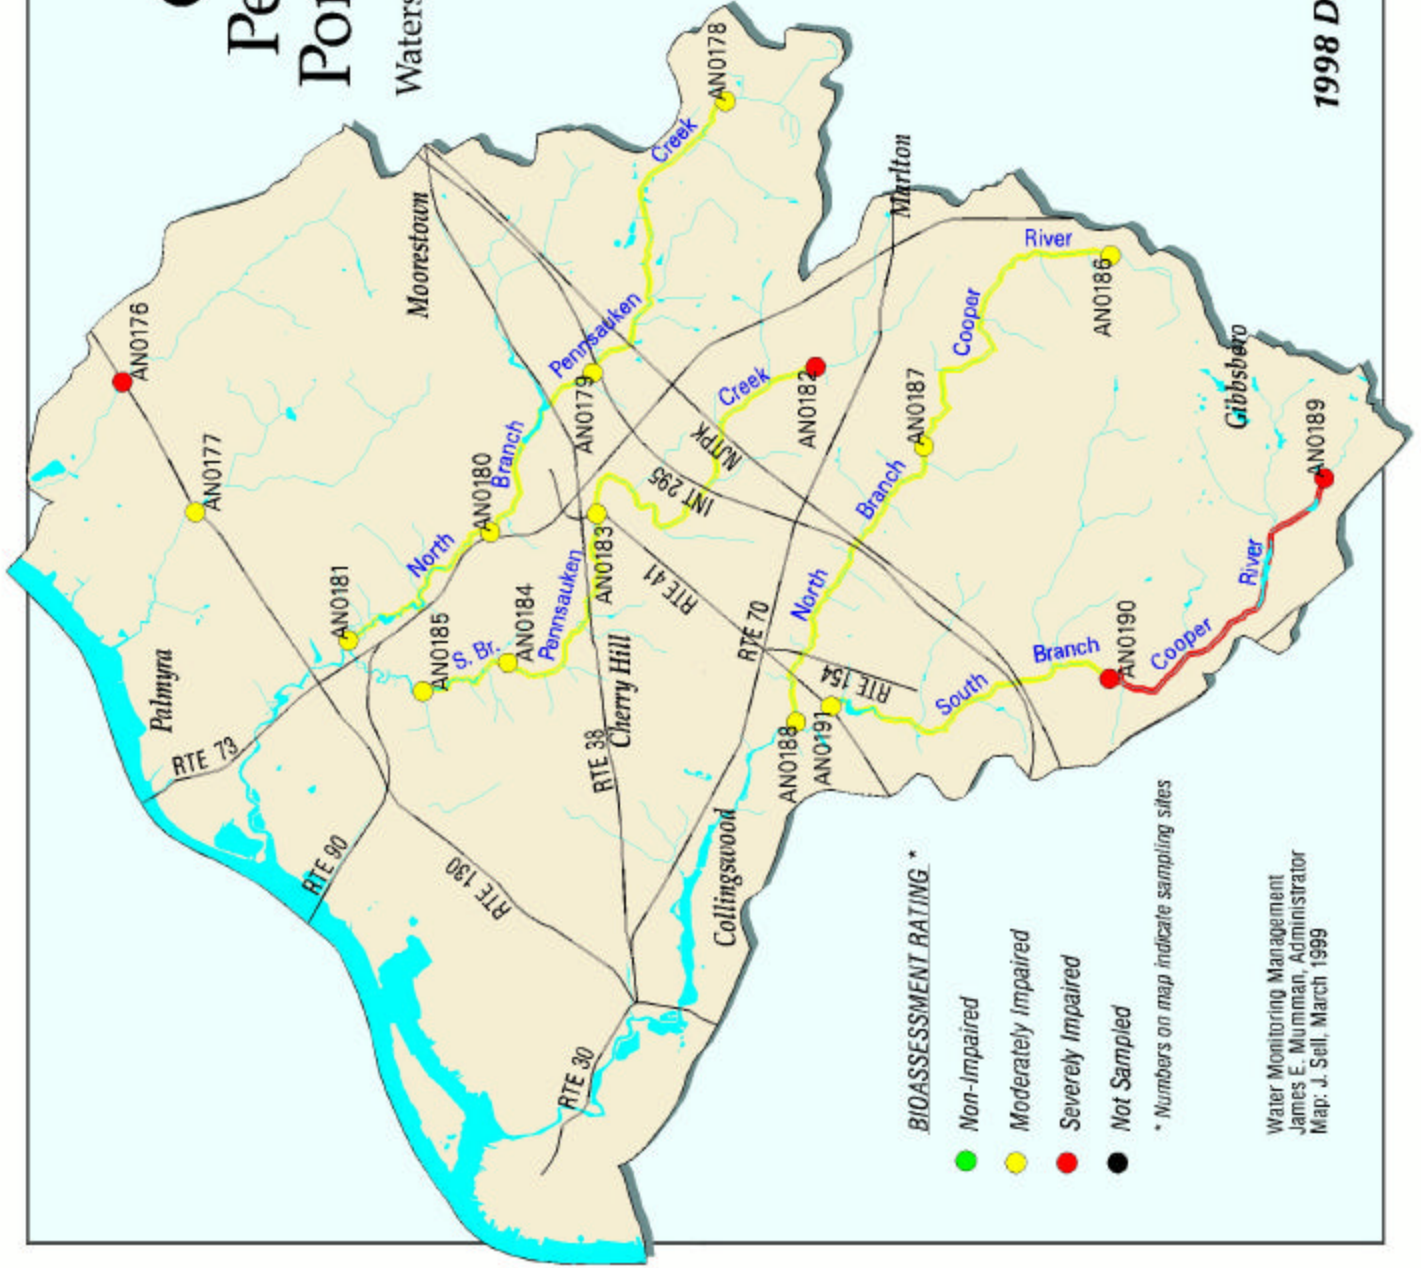 Pe
Por
Waters
1998 D
AN0178
Creek
Moorestown
Marlton
AN0176
River
Pennsauken
Cooper
AN0186
AN0177
AN0179
Creek
AN0182
AN0187
Gibbsboro
AN0189
AN0180
Branch
NJTPK
INT 295
Branch
North
AN0181
AN0183
RTE 41
North
River
AN0185
S. Br.
AN0184
Pennsauken
RTE 70
AN0190
Branch
Cooper
Palmyra
Cherry Hill
RTE 154
South
RTE 73
RTE 38
AN0188
AN0191
RTE 90
RTE 130
Collingswood
RTE 30
BIOASSESSMENT RATING *
Non-Impaired
Moderately Impaired
Severely Impaired
Not Sampled
* Numbers on map indicate sampling sites
Water Monitoring Management
James E. Mumman, Administrator
Map: J. Sell, March 1999